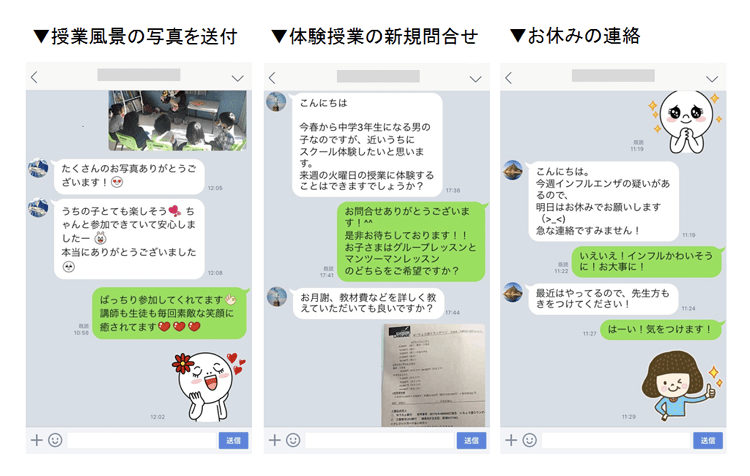 ▼授業風景の写真を送付
たくさんのお写真ありがとうご
ざいます！
12:05
うちの子とても楽しそう ち
ゃんと参加できていて安心しま
したー
本当にありがとうございました
12:08
ばっちり参加してくれてます
講師も生徒も毎回素敵な笑顔に
癒されてます
既読
10:56
12:02
送信
▼体験授業の新規問合せ
こんにちは
今春から中学3年生になる男の
子なのですが、近いうちに
スクール体験したいと思いま
す。
来週の火曜日の授業に体験する
ことはできますでしょうか？
17:36
お問合せありがとうございま
す！^^
是非お待ちしております！！
お子さまはグループレッスンと
マンツーマンレッスン
のどちらをご希望ですか？
既読
17:41
お月謝、教材費などを詳しく教
えていただいても良いですか？
17:44
送信
▼お休みの連絡
既読
11:19
こんにちは。
今週インフルエンザの疑いがあ
るので、
明日はお休みでお願いします
（>_<)
急な連絡ですみません！
11:19
いえいえ！インフルかわいそう
に！お大事に！
既読
11:22
最近はやってるので、先生方も
きをつけてください！
11:24
はーい！気をつけます！
11:27
11:29
送信